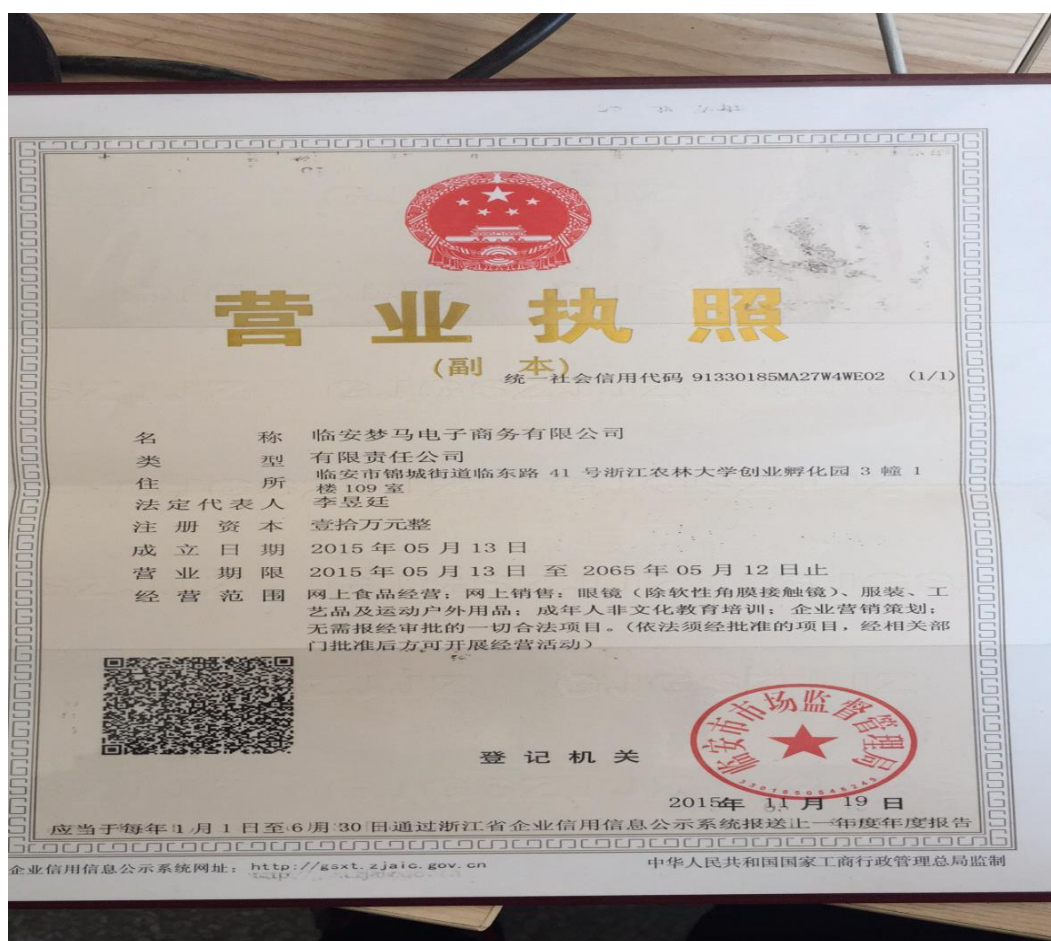 营业执照
(副 本)
统一社会信用代码 91330185MA27W4WE02 (1/1)
名 称 临安梦马电子商务有限公司
类 型 有限责任公司
住 所 临安市锦城街道临东路 41 号浙江农林大学创业孵化园 3 幢 1
楼 109 室
法定代表人 李昱廷
注 册 资 本 壹拾万元整
成 立 日 期 2015 年 05 月 13 日
营 业 期 限 2015 年 05 月 13 日 至 2065 年 05 月 12 日止
经 营 范 围 网上食品经营；网上销售：眼镜（除软性角膜接触镜）、服装、工
艺品及运动户外用品；成年人非文化教育培训；企业营销策划；
无需报经审批的一切合法项目。（依法须经批准的项目，经相关部
门批准后方可开展经营活动）
临安市市场监督管理局
登 记 机 关
2015年 11 月 19 日
应当于每年1月1日至6月30日通过浙江省企业信用信息公示系统报送上一年度年度报告
企业信用信息公示系统网址：http://gsxt.zjaic.gov.cn
中华人民共和国国家工商行政管理总局监制